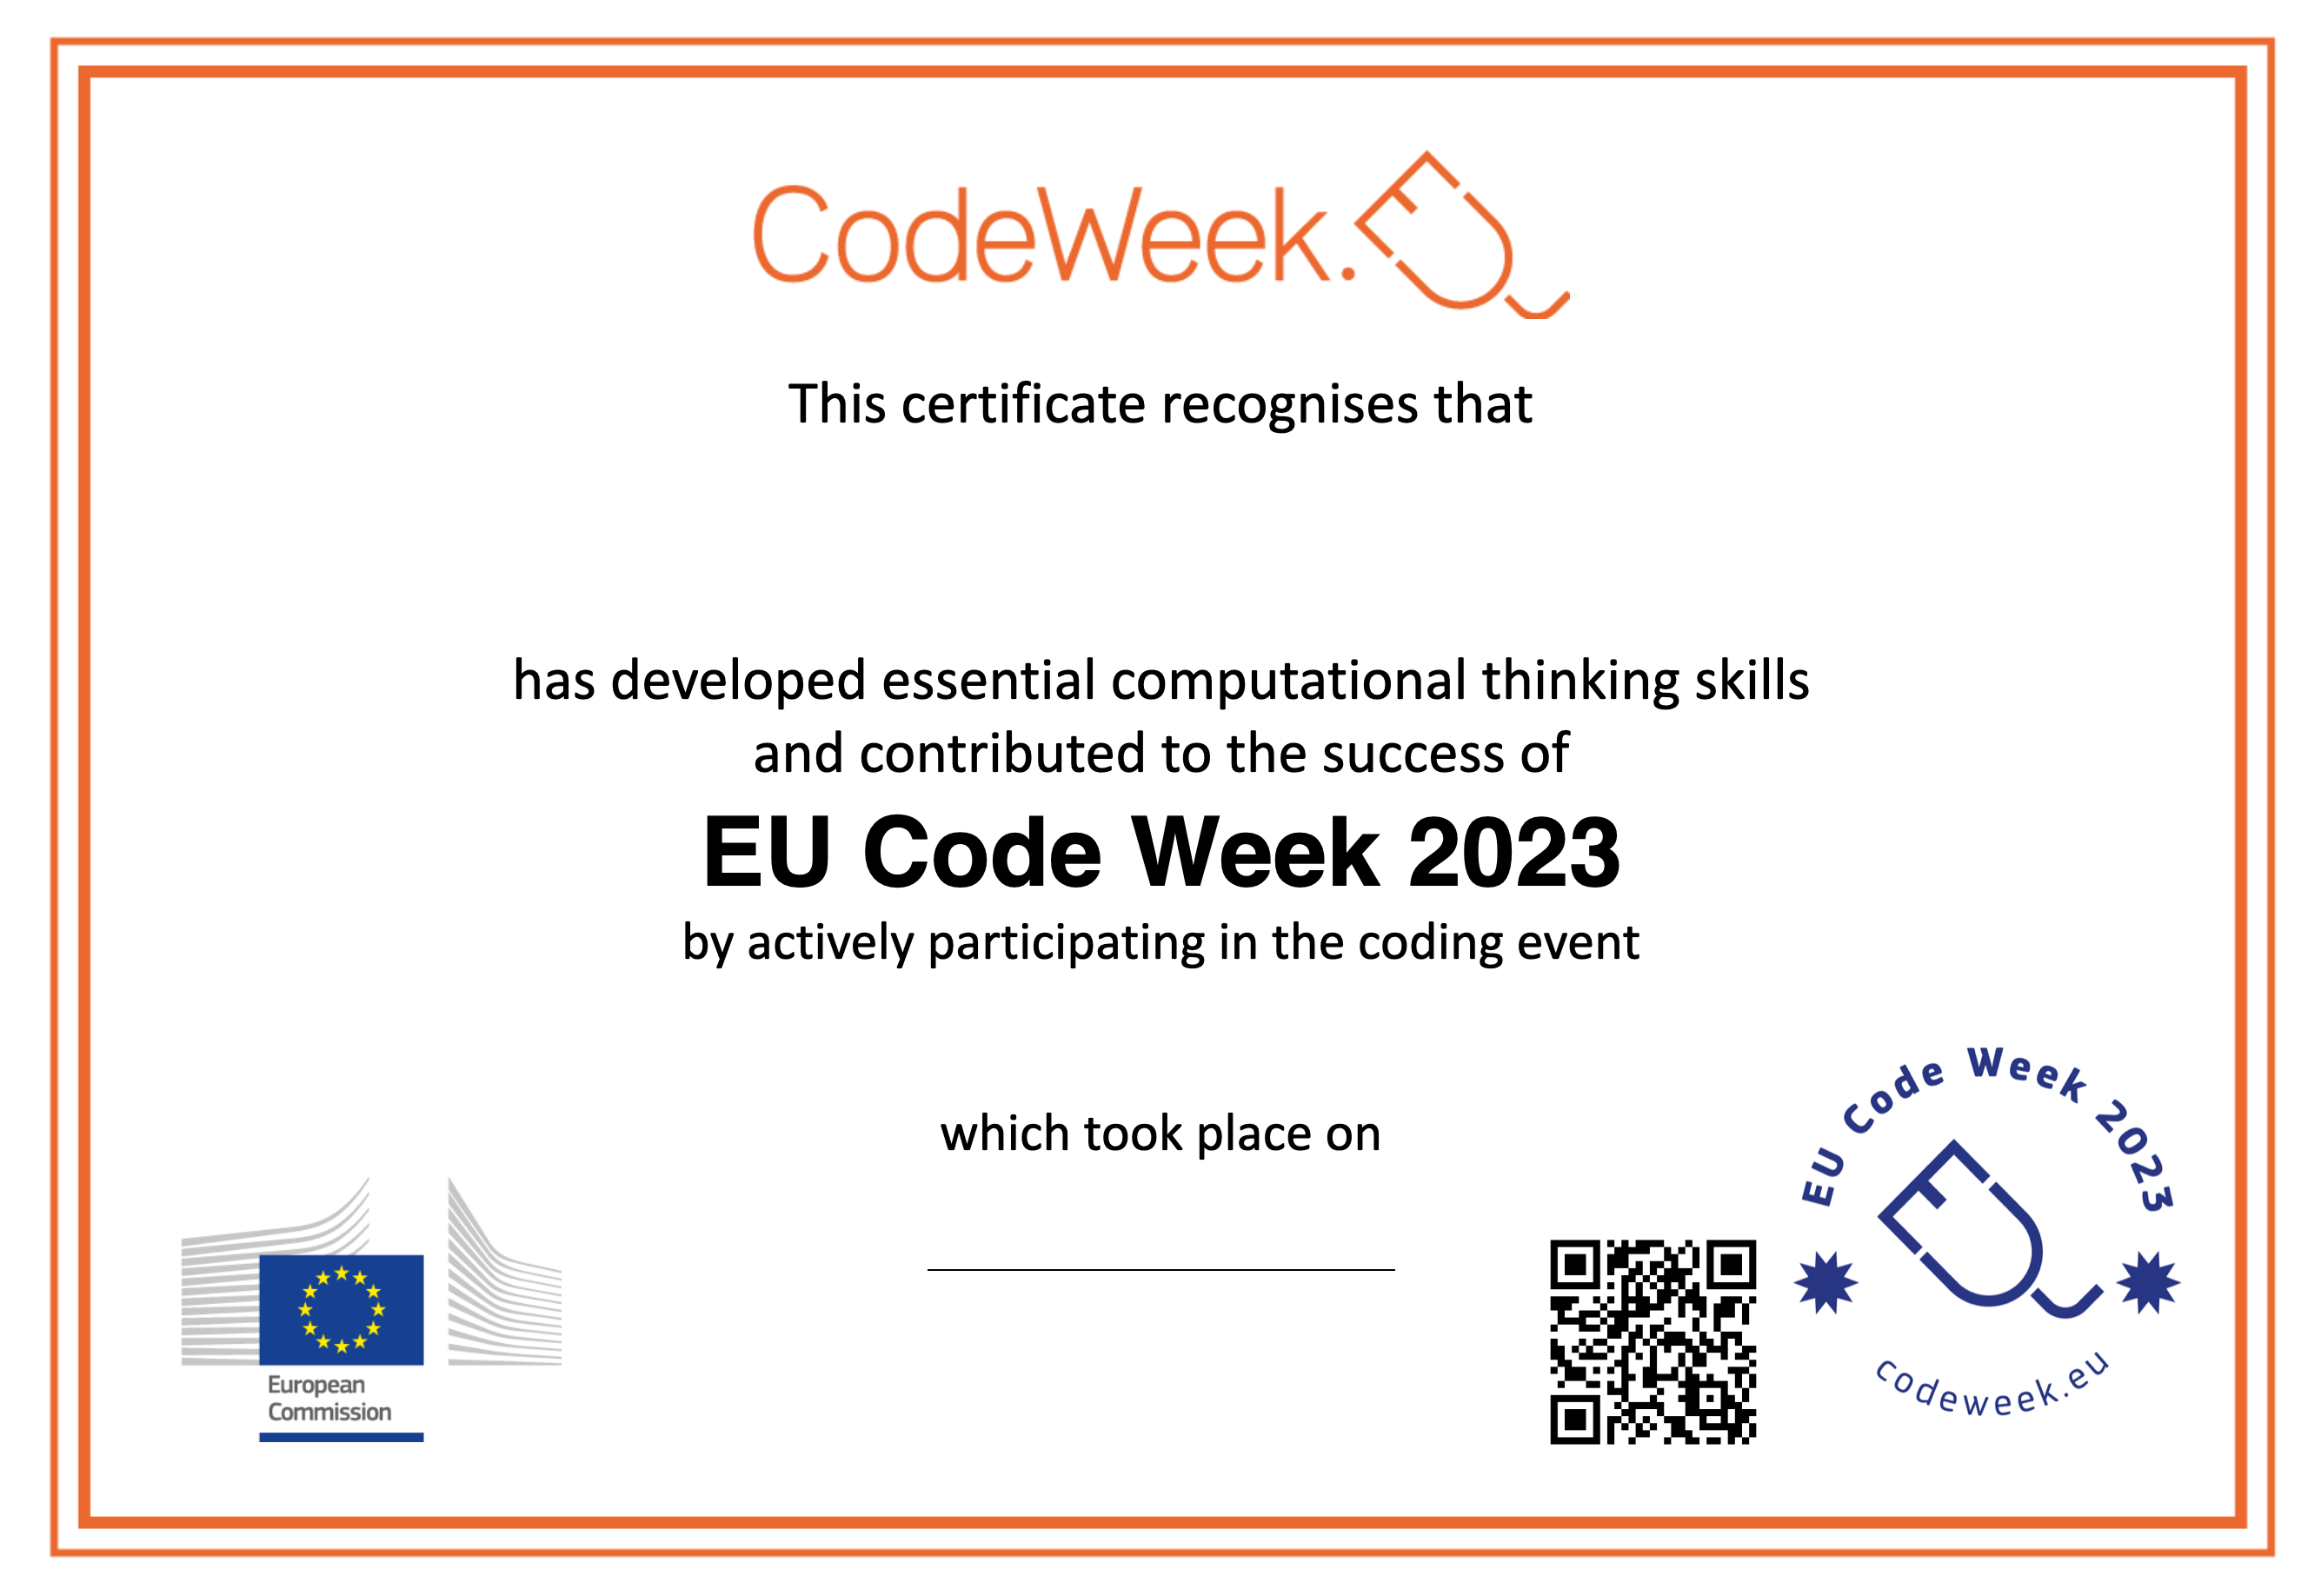 CodeWeek.EU
This certificate recognises that
has developed essential computational thinking skills
and contributed to the success of
EU Code Week 2023
by actively participating in the coding event
which took place on
European
Commission
EU Code Week 2023
codeweek.eu